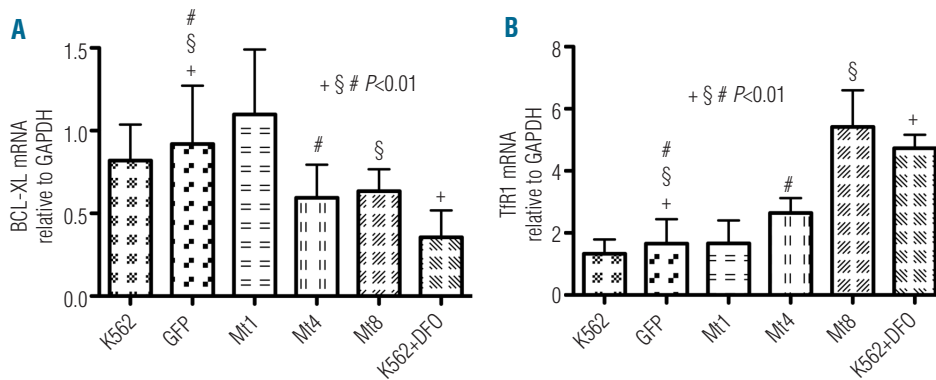 A
BCL-XL mRNA
relative to GAPDH
1.5
1.0
0.5
0.0
#
§
+
+ § # P<0.01
#
§
+
K562
GFP
Mt1
Mt4
Mt8
K562+DFO
B
TfR1 mRNA
relative to GAPDH
8
6
4
2
0
+ § # P<0.01
#
§
+
#
§
+
K562
GFP
Mt1
Mt4
Mt8
K562+DFO